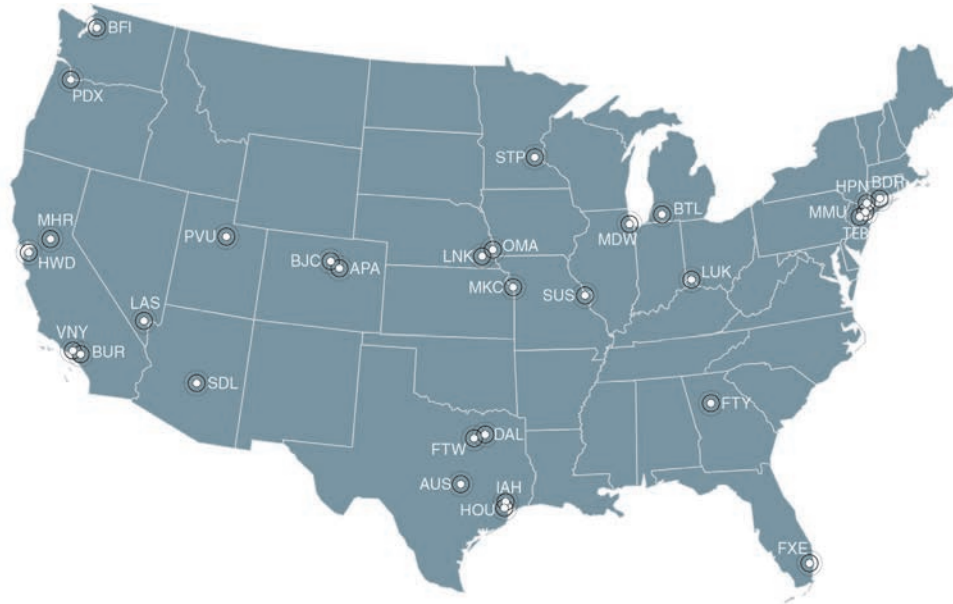 BFI
PDX
STP
HPN
BDR
MMU
TEB
BTL
MDW
MHR
HWD
PVU
OMA
LNK
BJC
APA
LUK
MKC
SUS
LAS
VNY
BUR
SDL
FTY
DAL
FTW
AUS
IAH
HOU
FXE